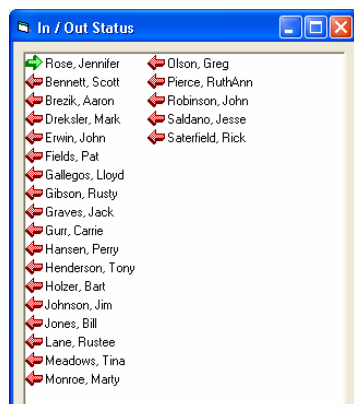 In / Out Status
Rose, Jennifer
Bennett, Scott
Brezik, Aaron
Dreksler, Mark
Erwin, John
Fields, Pat
Gallegos, Lloyd
Gibson, Rusty
Graves, Jack
Gurr, Carrie
Hansen, Perry
Henderson, Tony
Holzer, Bart
Johnson, Jim
Jones, Bill
Lane, Rustee
Meadows, Tina
Monroe, Marty
Olson, Greg
Pierce, RuthAnn
Robinson, John
Saldano, Jesse
Saterfield, Rick